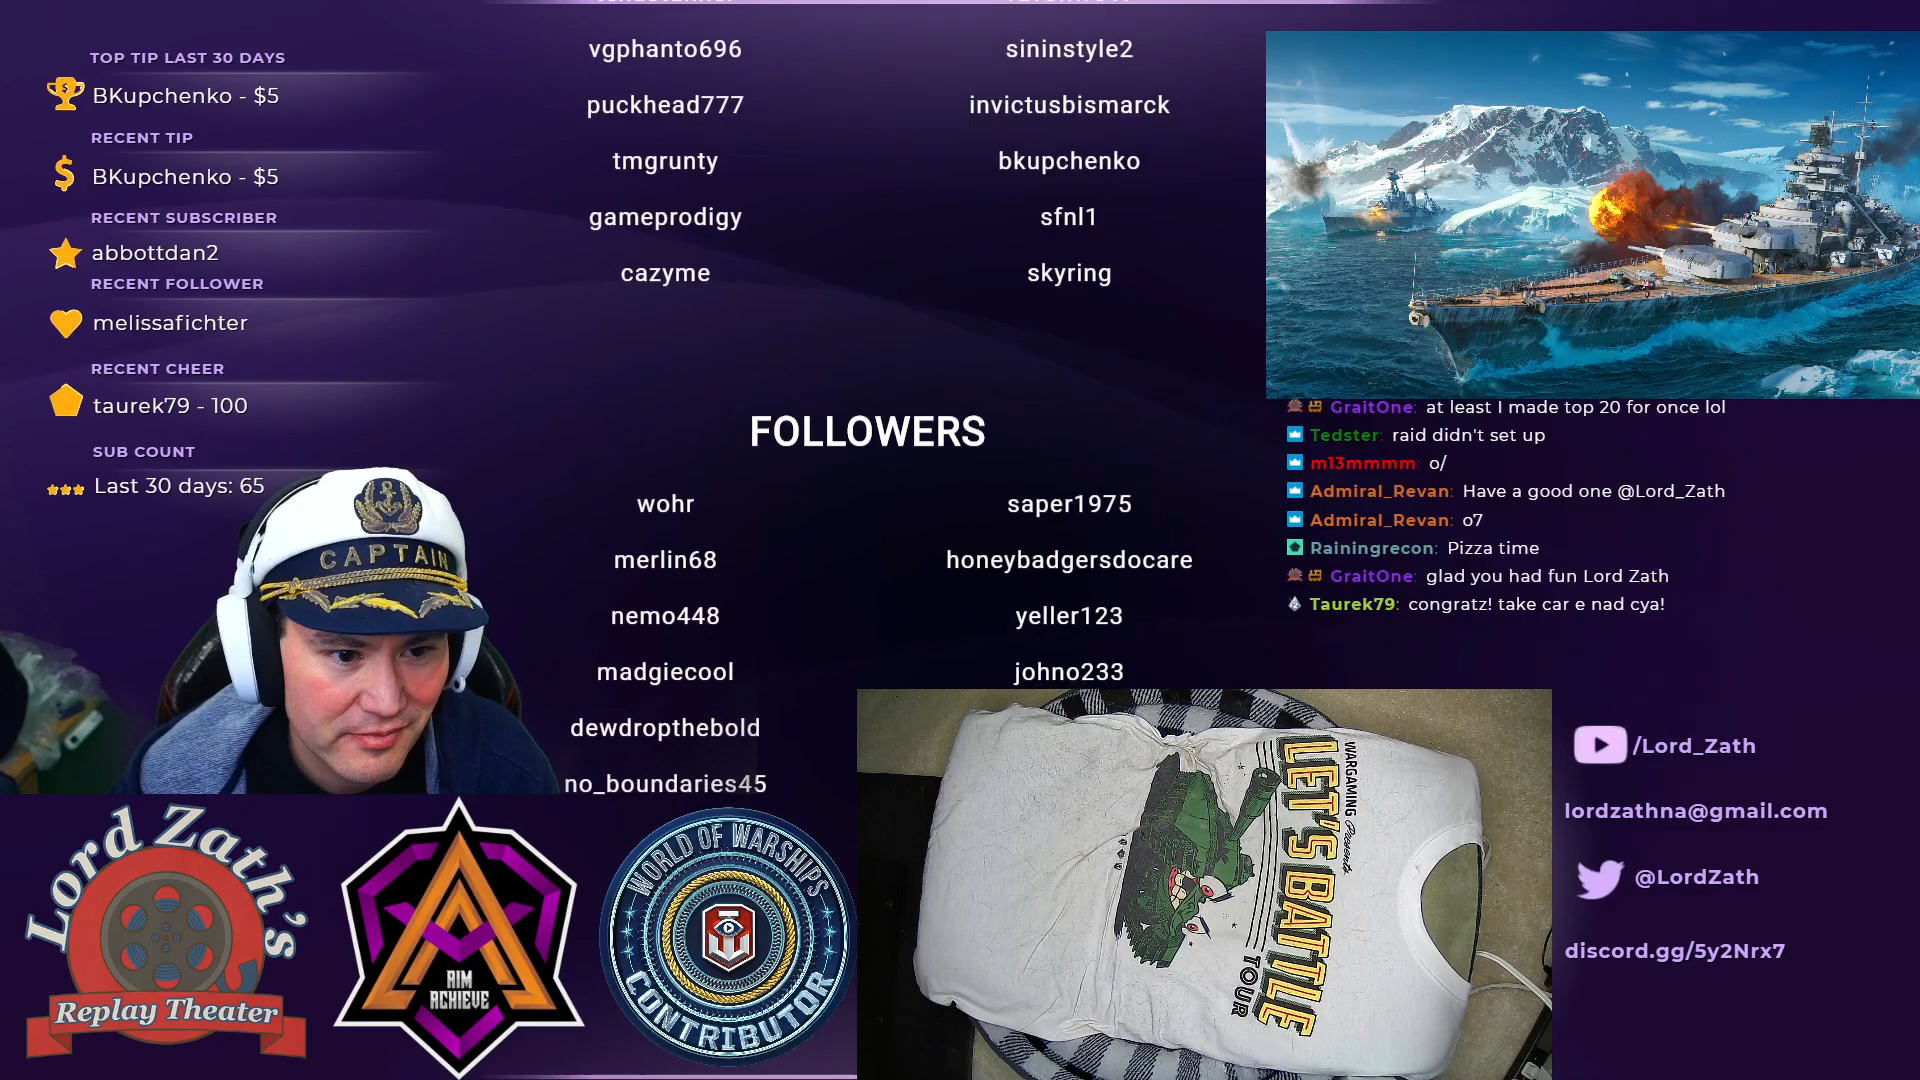 TOP TIP LAST 30 DAYS
BKupchenko - $5
RECENT TIP
BKupchenko - $5
RECENT SUBSCRIBER
abbottdan2
RECENT FOLLOWER
melissafichter
RECENT CHEER
taurek79 - 100
SUB COUNT
Last 30 days: 65
vgphanto696
sininstyle2
puckhead777
invictusbismarck
tmgrunty
bkupchenko
gameprodigy
sfnl1
cazyme
skyring
FOLLOWERS
wohr
saper1975
merlin68
honeybadgersdocare
nemo448
yeller123
madgiecool
johno233
dewdropthebold
no_boundaries45
GraitOne: at least I made top 20 for once lol
Tedster: raid didn't set up
m13mmmm: o/
Admiral_Revan: Have a good one @Lord_Zath
Admiral_Revan: o7
Rainingrecon: Pizza time
GraitOne: glad you had fun Lord Zath
Taurek79: congratz! take car e nad cya!
CAPTAIN
Lord Zath's
Replay Theater
AIM
ACHIEVE
WORLD OF WARSHIPS
CONTRIBUTOR
WARGAMING Presents
LET'S BATTLE
TOUR
/Lord_Zath
lordzathna@gmail.com
@LordZath
discord.gg/5y2Nrx7